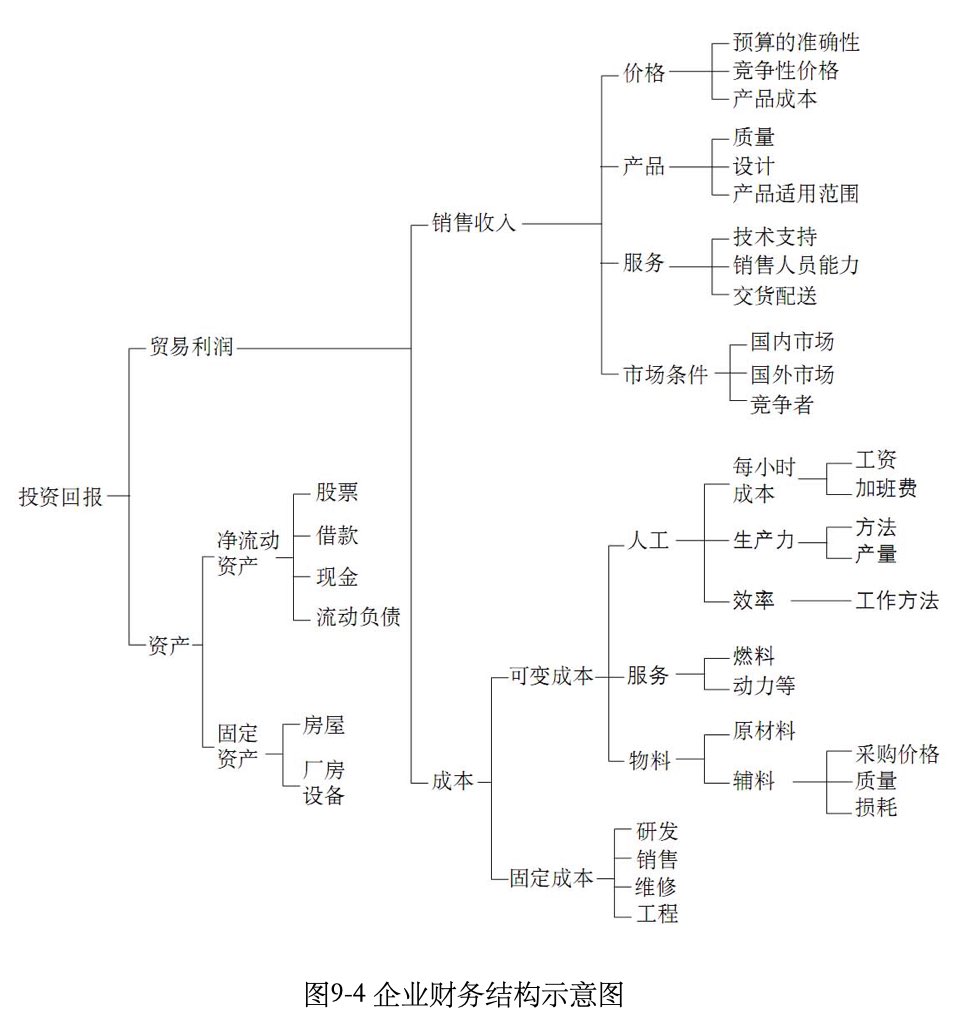 预算的准确性
价格
竞争性价格
产品成本
质量
产品
设计
产品适用范围
销售收入
技术支持
服务
销售人员能力
交货配送
贸易利润
国内市场
市场条件
国外市场
竞争者
投资回报
股票
净流动
资产
借款
现金
流动负债
资产
固定
资产
房屋
厂房
设备
每小时
成本
工资
加班费
人工
生产力
方法
产量
效率
工作方法
可变成本
服务
燃料
动力等
原材料
物料
辅料
采购价格
质量
损耗
成本
研发
销售
固定成本
维修
工程
图9-4 企业财务结构示意图